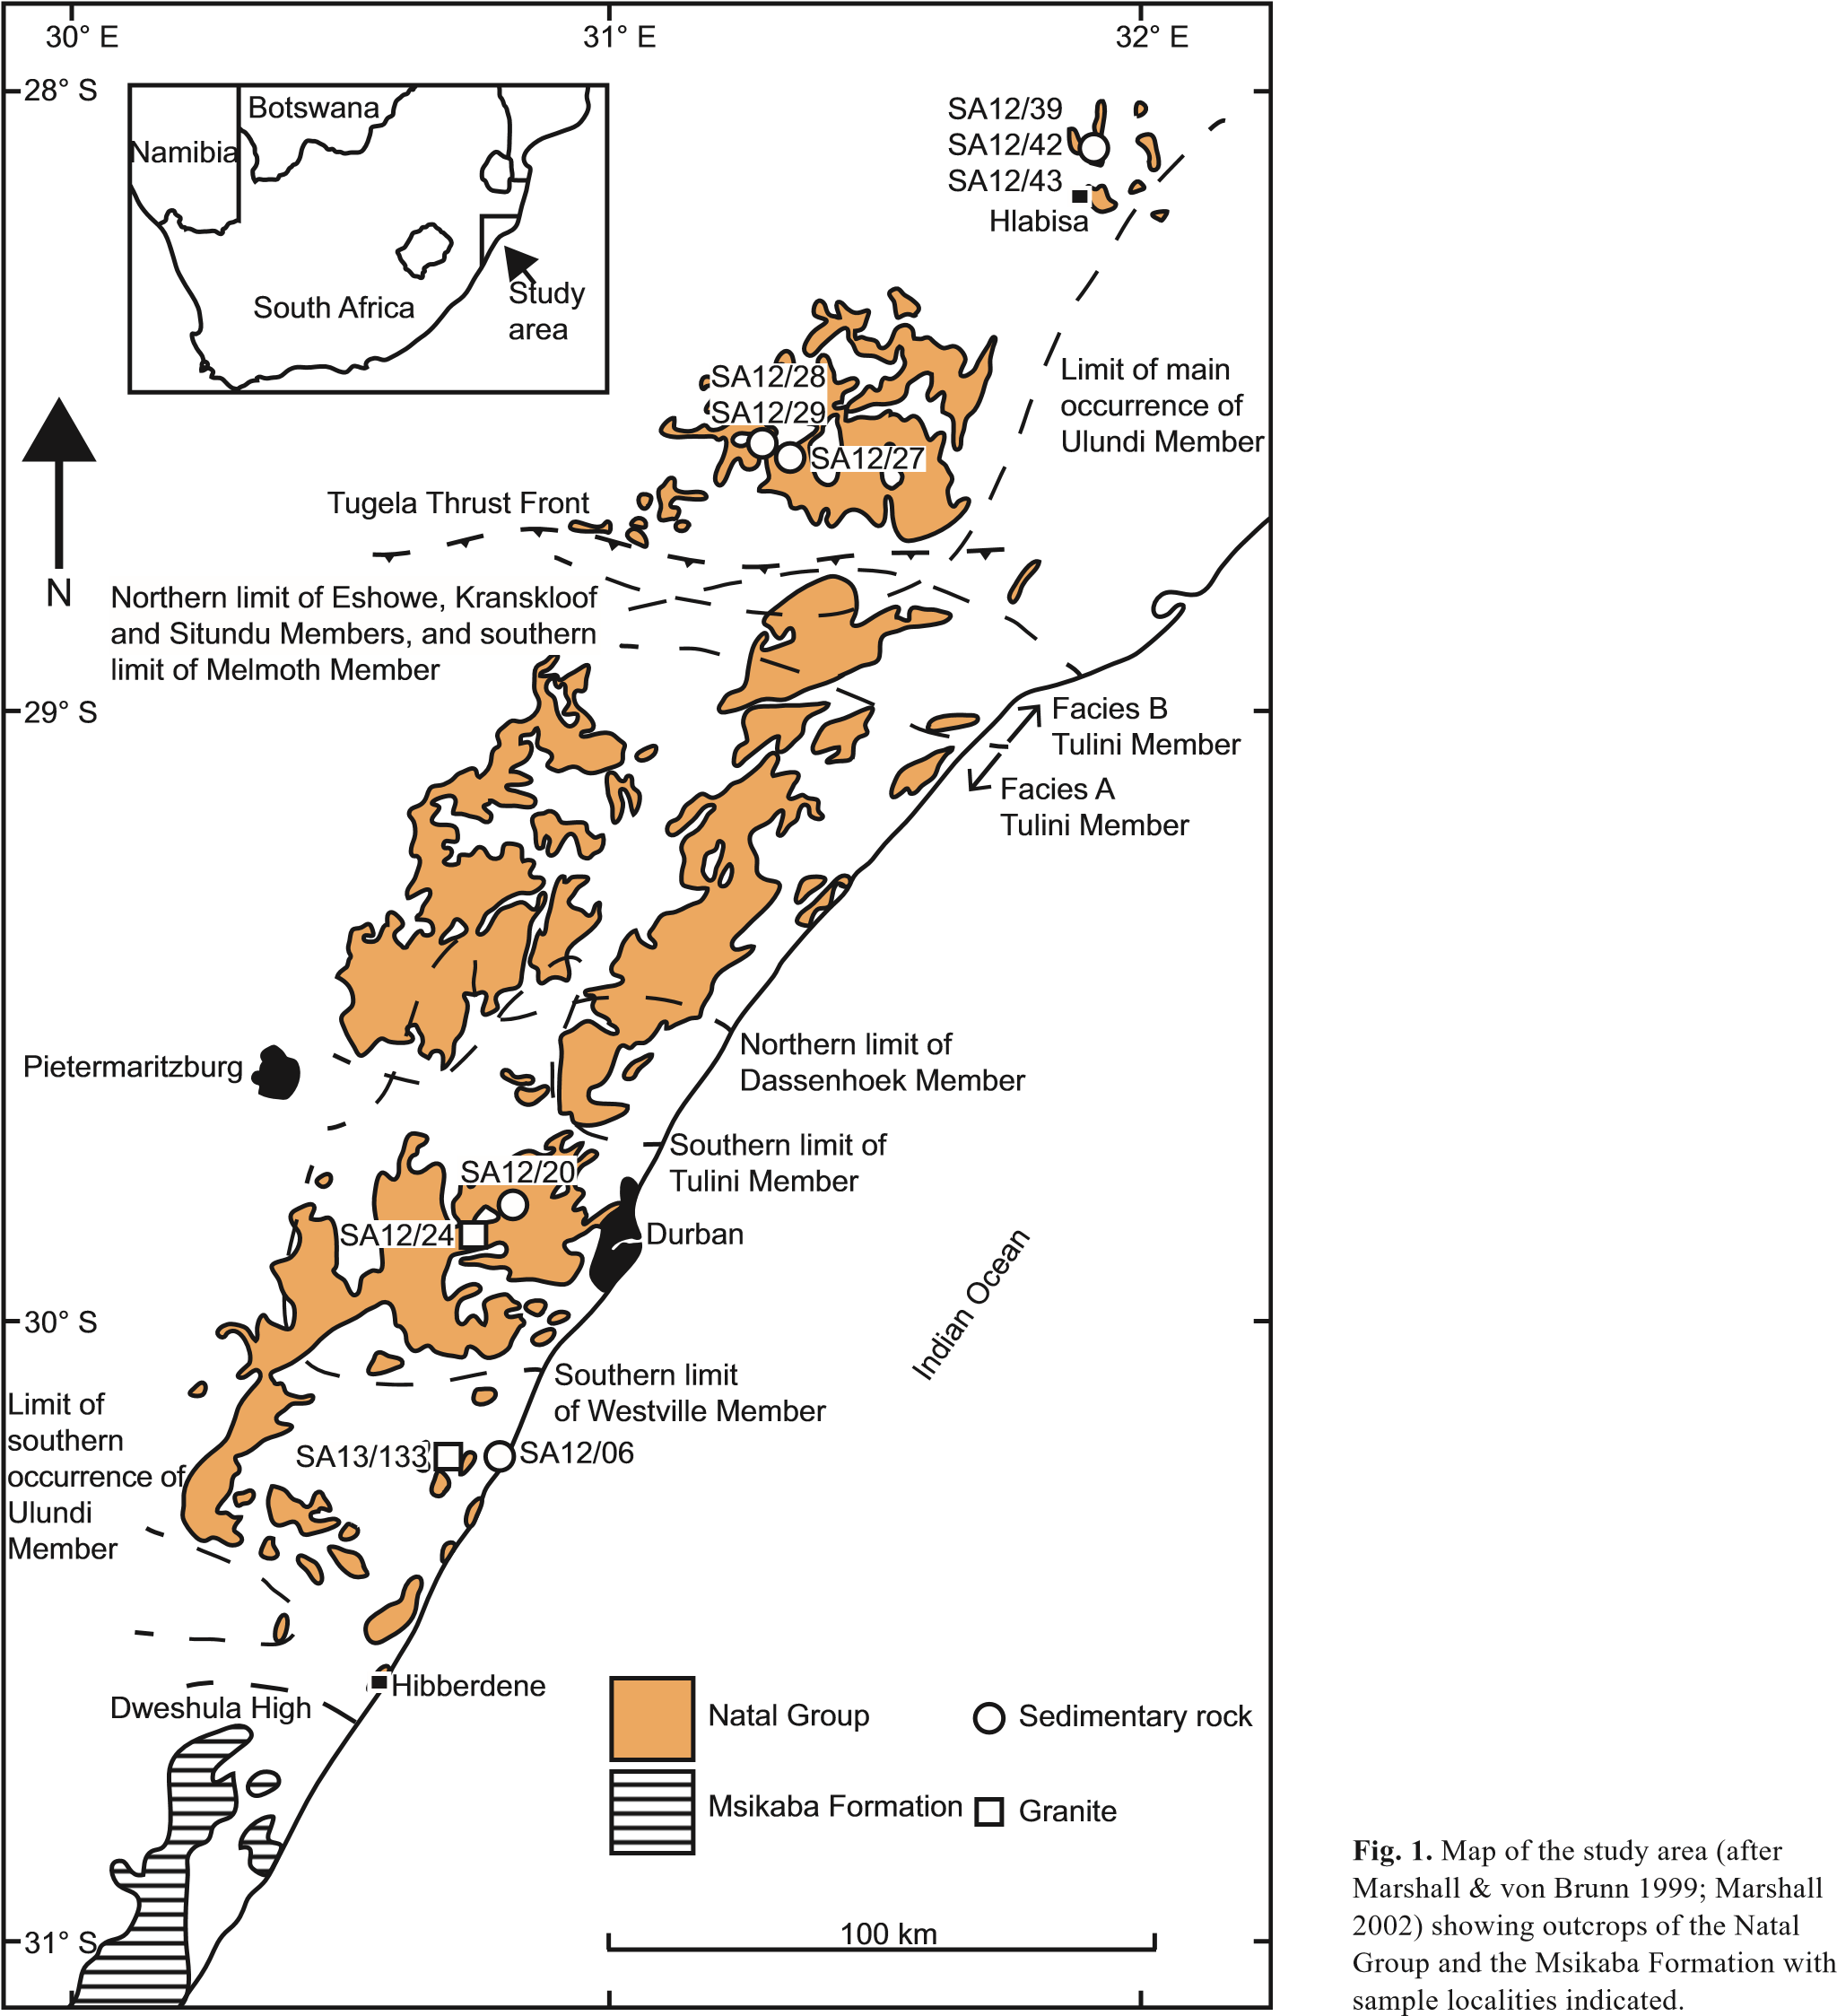 30° E
31° E
32° E
28° S
Botswana
Namibia
South Africa
Study
area
SA12/39
SA12/42
SA12/43
Hlabisa
SA12/28
SA12/29
SA12/27
Limit of main
occurrence of
Ulundi Member
Tugela Thrust Front
N
Northern limit of Eshowe, Kranskloof
and Situndu Members, and southern
limit of Melmoth Member
29° S
Facies B
Tulini Member
Facies A
Tulini Member
Pietermaritzburg
Northern limit of
Dassenhoek Member
Southern limit of
Tulini Member
SA12/20
SA12/24
Durban
Indian Ocean
30° S
Southern limit
of Westville Member
Limit of
southern
occurrence of
Ulundi
Member
SA13/133
SA12/06
Hibberdene
Dweshula High
Natal Group
Sedimentary rock
Msikaba Formation
Granite
100 km
31° S
Fig. 1. Map of the study area (after
Marshall & von Brunn 1999; Marshall
2002) showing outcrops of the Natal
Group and the Msikaba Formation with
sample localities indicated.